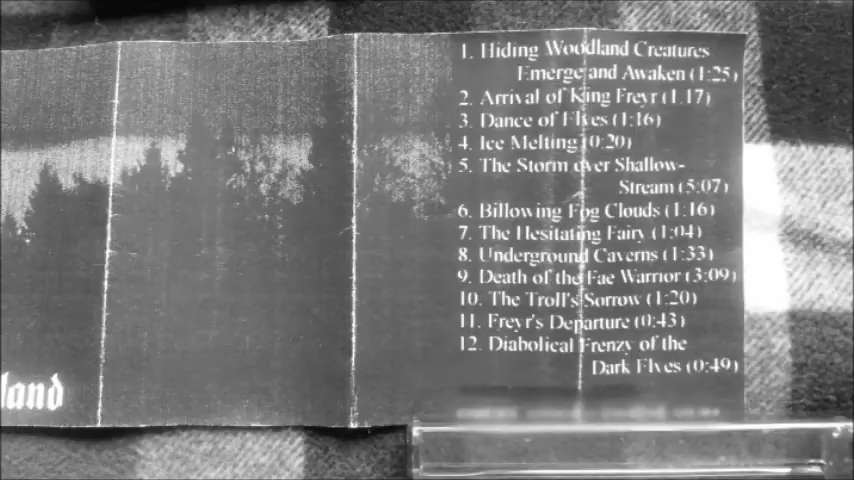 1. Hiding Woodland Creatures
Emerge and Awaken (1:25)
2. Arrival of King Freyr (1:17)
3. Dance of Elves (1:16)
4. Ice Melting (0:20)
5. The Storm over Shallow-
Stream (5:07)
6. Billowing Fog Clouds (1:16)
7. The Hesitating Fairy (1:04)
8. Underground Caverns (1:33)
9. Death of the Fae Warrior (3:09)
10. The Troll's Sorrow (1:20)
11. Freyr's Departure (0:43)
12. Diabolical Frenzy of the
Dark Elves (0:49)
land